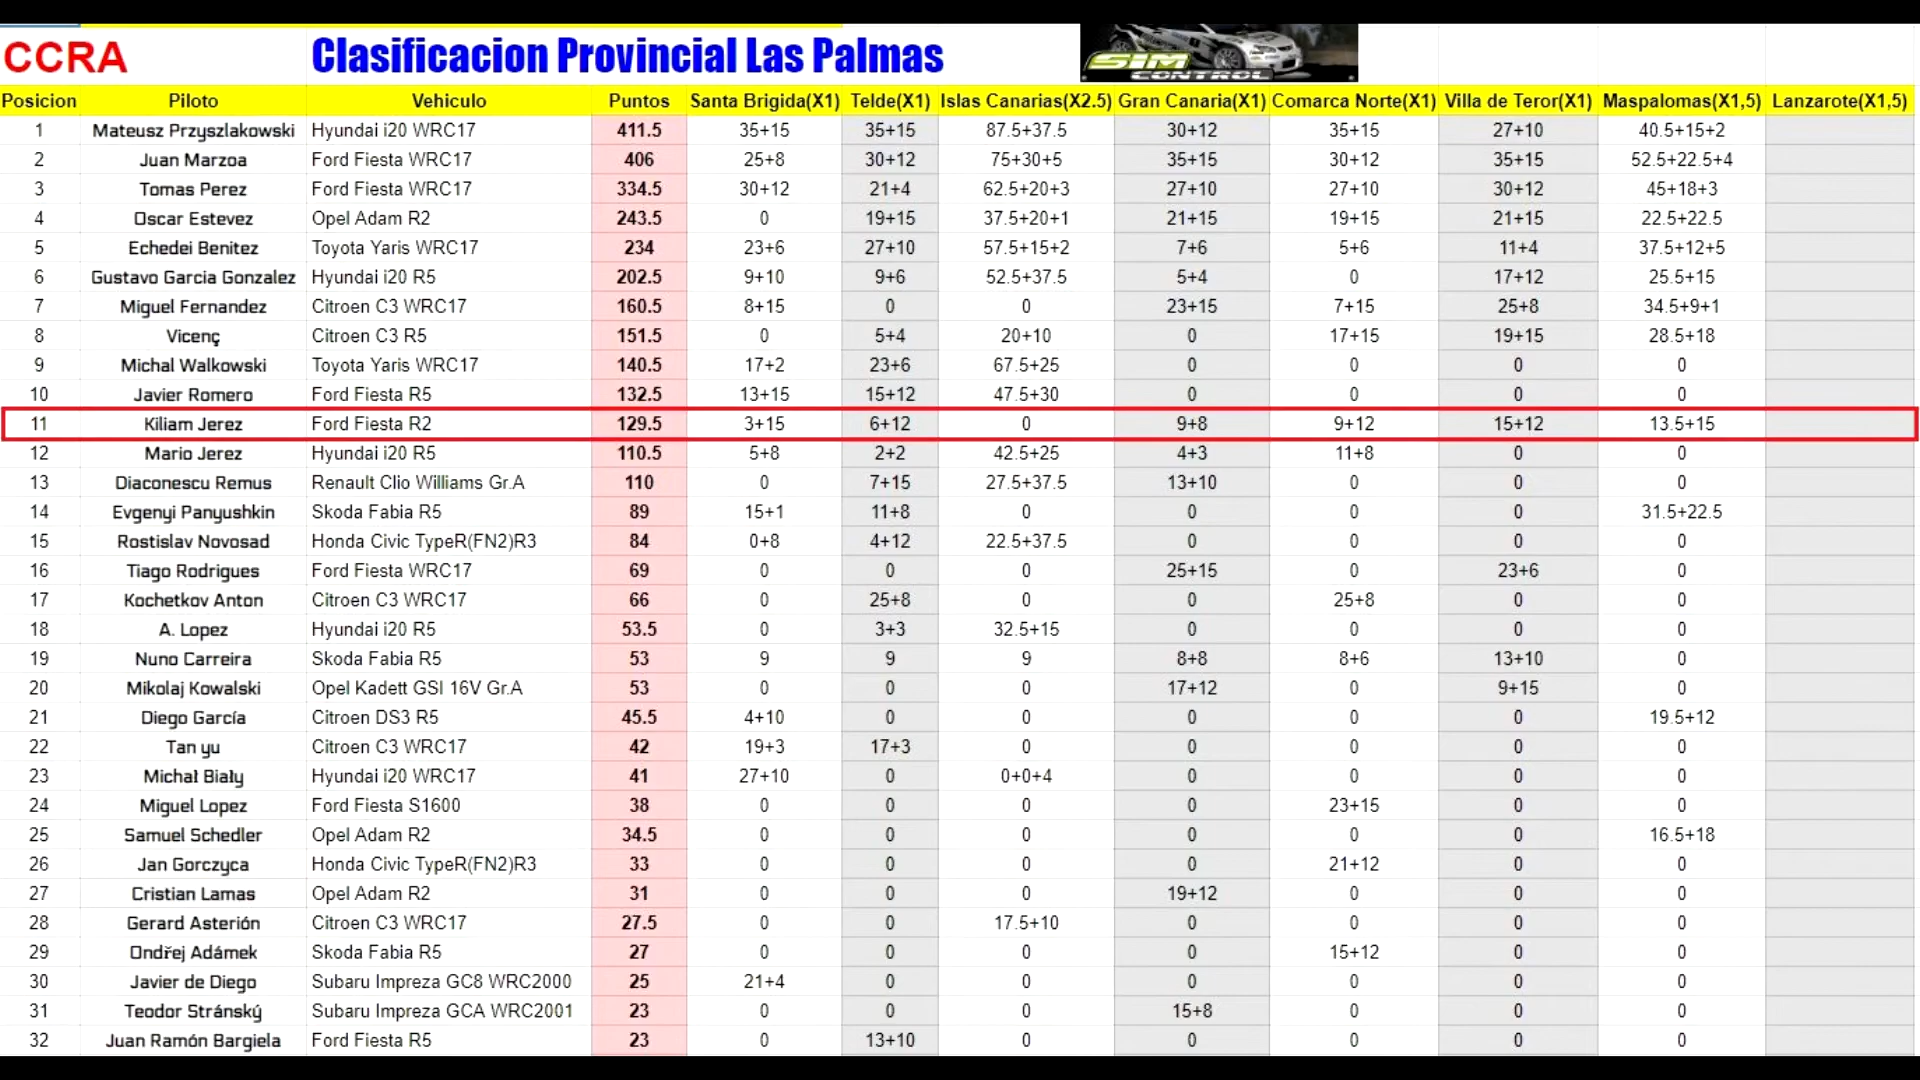 CCRA Clasificacion Provincial Las Palmas SIM CONTROL
Posicion Piloto Vehiculo Puntos Santa Brigida(X1) Telde(X1) Islas Canarias(X2.5) Gran Canaria(X1) Comarca Norte(X1) Villa de Teror(X1) Maspalomas(X1,5) Lanzarote(X1,5)
1 Mateusz Przyszlakowski Hyundai i20 WRC17 411.5 35+15 35+15 87.5+37.5 30+12 35+15 27+10 40.5+15+2
2 Juan Marzoa Ford Fiesta WRC17 406 25+8 30+12 75+30+5 35+15 30+12 35+15 52.5+22.5+4
3 Tomas Perez Ford Fiesta WRC17 334.5 30+12 21+4 62.5+20+3 27+10 27+10 30+12 45+18+3
4 Oscar Estevez Opel Adam R2 243.5 0 19+15 37.5+20+1 21+15 19+15 21+15 22.5+22.5
5 Echedei Benitez Toyota Yaris WRC17 234 23+6 27+10 57.5+15+2 7+6 5+6 11+4 37.5+12+5
6 Gustavo Garcia Gonzalez Hyundai i20 R5 202.5 9+10 9+6 52.5+37.5 5+4 0 17+12 25.5+15
7 Miguel Fernandez Citroen C3 WRC17 160.5 8+15 0 0 23+15 7+15 25+8 34.5+9+1
8 Vicenç Citroen C3 R5 151.5 0 5+4 20+10 0 17+15 19+15 28.5+18
9 Michal Walkowski Toyota Yaris WRC17 140.5 17+2 23+6 67.5+25 0 0 0 0
10 Javier Romero Ford Fiesta R5 132.5 13+15 15+12 47.5+30 0 0 0 0
11 Kiliam Jerez Ford Fiesta R2 129.5 3+15 6+12 0 9+8 9+12 15+12 13.5+15
12 Mario Jerez Hyundai i20 R5 110.5 5+8 2+2 42.5+25 4+3 11+8 0 0
13 Diaconescu Remus Renault Clio Williams Gr.A 110 0 7+15 27.5+37.5 13+10 0 0 0
14 Evgenyi Panyushkin Skoda Fabia R5 89 15+1 11+8 0 0 0 0 31.5+22.5
15 Rostislav Novosad Honda Civic TypeR(FN2)R3 84 0+8 4+12 22.5+37.5 0 0 0 0
16 Tiago Rodrigues Ford Fiesta WRC17 69 0 0 0 25+15 0 23+6 0
17 Kochetkov Anton Citroen C3 WRC17 66 0 25+8 0 0 25+8 0 0
18 A. Lopez Hyundai i20 R5 53.5 0 3+3 32.5+15 0 0 0 0
19 Nuno Carreira Skoda Fabia R5 53 9 9 9 8+8 8+6 13+10 0
20 Mikolaj Kowalski Opel Kadett GSI 16V Gr.A 53 0 0 0 17+12 0 9+15 0
21 Diego García Citroen DS3 R5 45.5 4+10 0 0 0 0 0 19.5+12
22 Tan yu Citroen C3 WRC17 42 19+3 17+3 0 0 0 0 0
23 Michał Biały Hyundai i20 WRC17 41 27+10 0 0+0+4 0 0 0 0
24 Miguel Lopez Ford Fiesta S1600 38 0 0 0 0 23+15 0 0
25 Samuel Schedler Opel Adam R2 34.5 0 0 0 0 0 0 16.5+18
26 Jan Gorczyca Honda Civic TypeR(FN2)R3 33 0 0 0 0 21+12 0 0
27 Cristian Lamas Opel Adam R2 31 0 0 0 19+12 0 0 0
28 Gerard Asterión Citroen C3 WRC17 27.5 0 0 17.5+10 0 0 0 0
29 Ondřej Adámek Skoda Fabia R5 27 0 0 0 0 15+12 0 0
30 Javier de Diego Subaru Impreza GC8 WRC2000 25 21+4 0 0 0 0 0 0
31 Teodor Stránský Subaru Impreza GCA WRC2001 23 0 0 0 15+8 0 0 0
32 Juan Ramón Bargiela Ford Fiesta R5 23 0 13+10 0 0 0 0 0